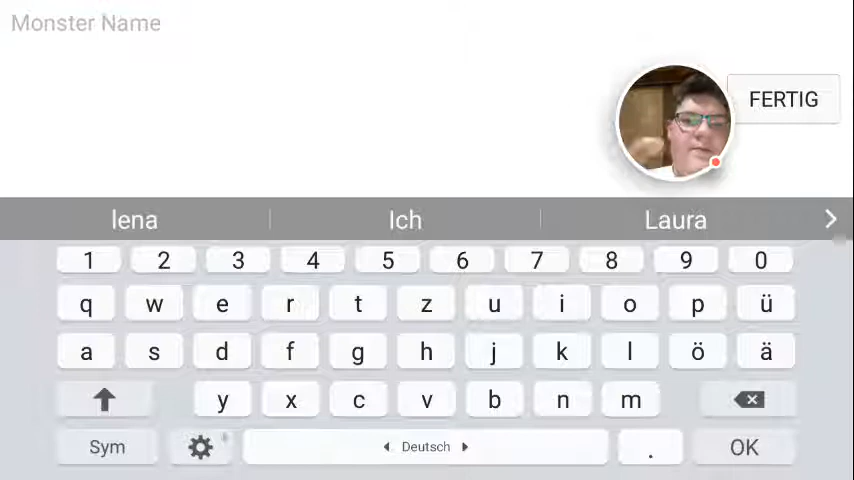 Monster Name
FERTIG
lena Ich Laura
1 2 3 4 5 6 7 8 9 0
q w e r t z u i o p ü
a s d f g h j k l ö ä
y x c v b n m
Sym Deutsch . OK